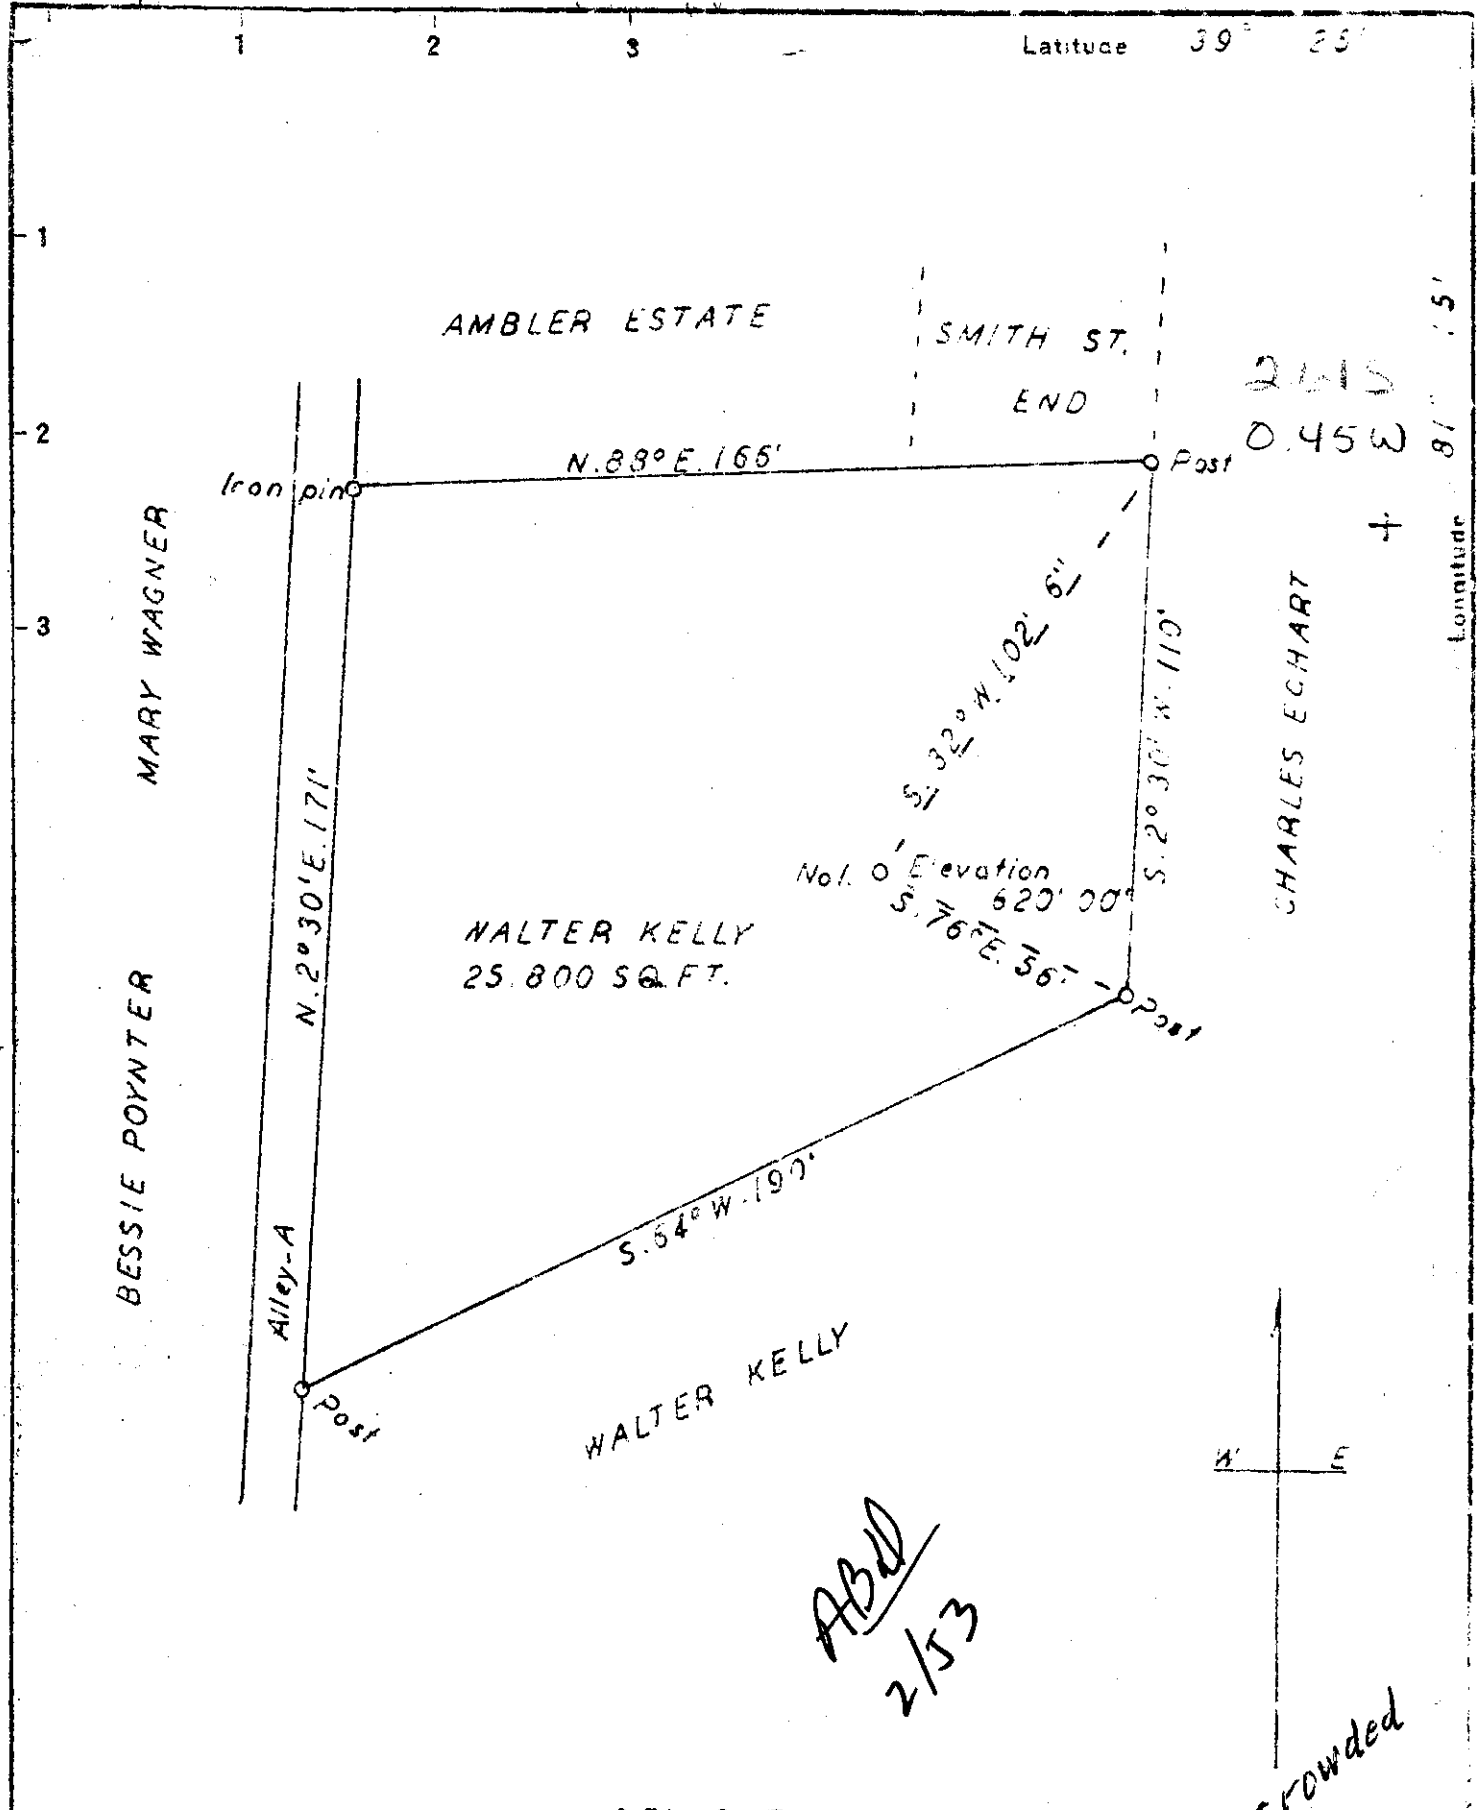 1 2 3 Latitude 39° 25'
1
2
3
AMBLER ESTATE
SMITH ST.
END
0.45 W
81° 15'
Longitude
+
N.88°E.166'
Iron pin
Post
MARY WAGNER
S. 32° W. 102' 6"
S. 2° 30' W. 110'
CHARLES ECHART
N. 2° 30' E. 171'
No1. Elevation
620' 00"
S. 76° E. 56'
WALTER KELLY
25.800 SQ. FT.
Post
BESSIE POYNTER
S. 64° W. 190'
Alley-A
Post
WALTER KELLY
W E
ABD
2/53
crowded